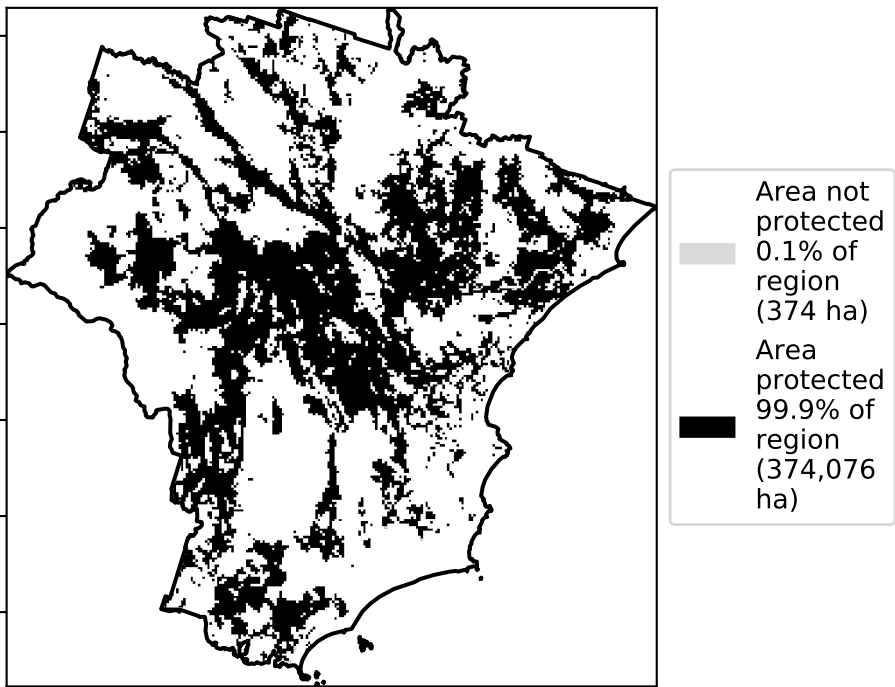 Area not
protected
0.1% of
region
(374 ha)
Area
protected
99.9% of
region
(374,076
ha)